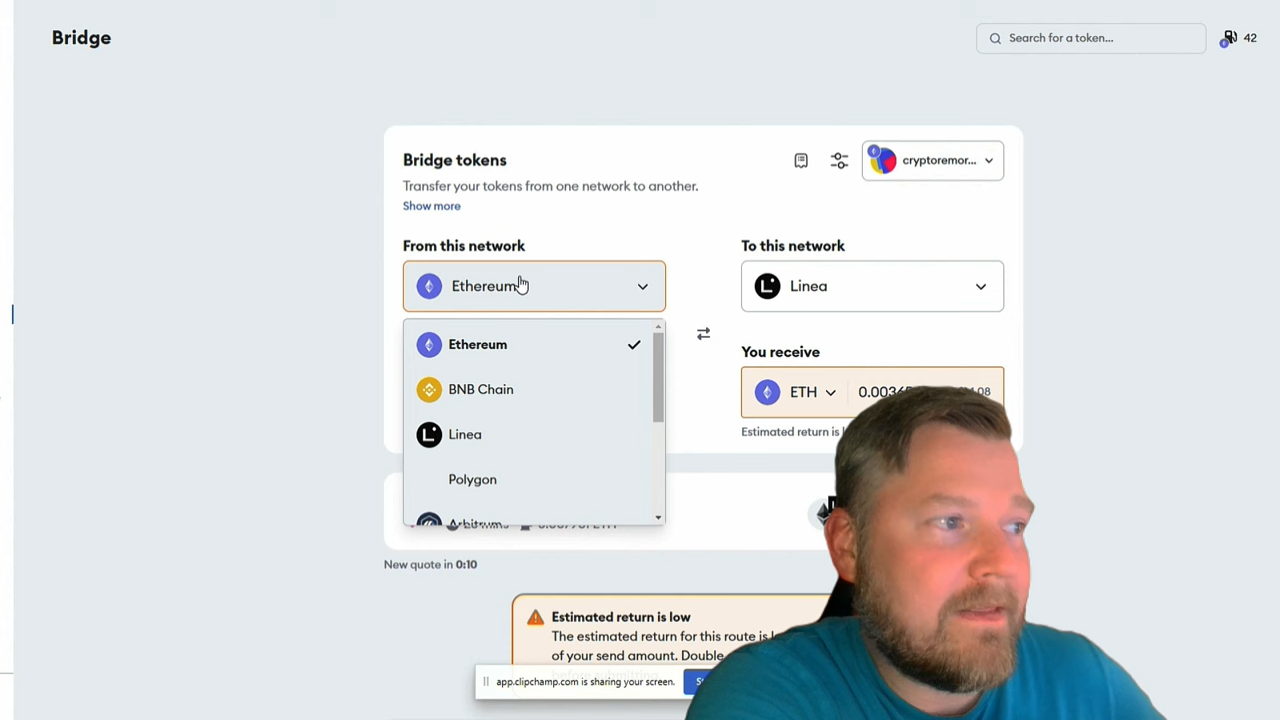 Bridge
Search for a token...
42
Bridge tokens
cryptoremor...
Transfer your tokens from one network to another.
Show more
From this network
To this network
Ethereum
Linea
Ethereum
BNB Chain
Linea
Polygon
Arbitrum
You receive
ETH
Estimated return is
New quote in 0:10
Estimated return is low
The estimated return for this route is
of your send amount. Double
app.clipchamp.com is sharing your screen.